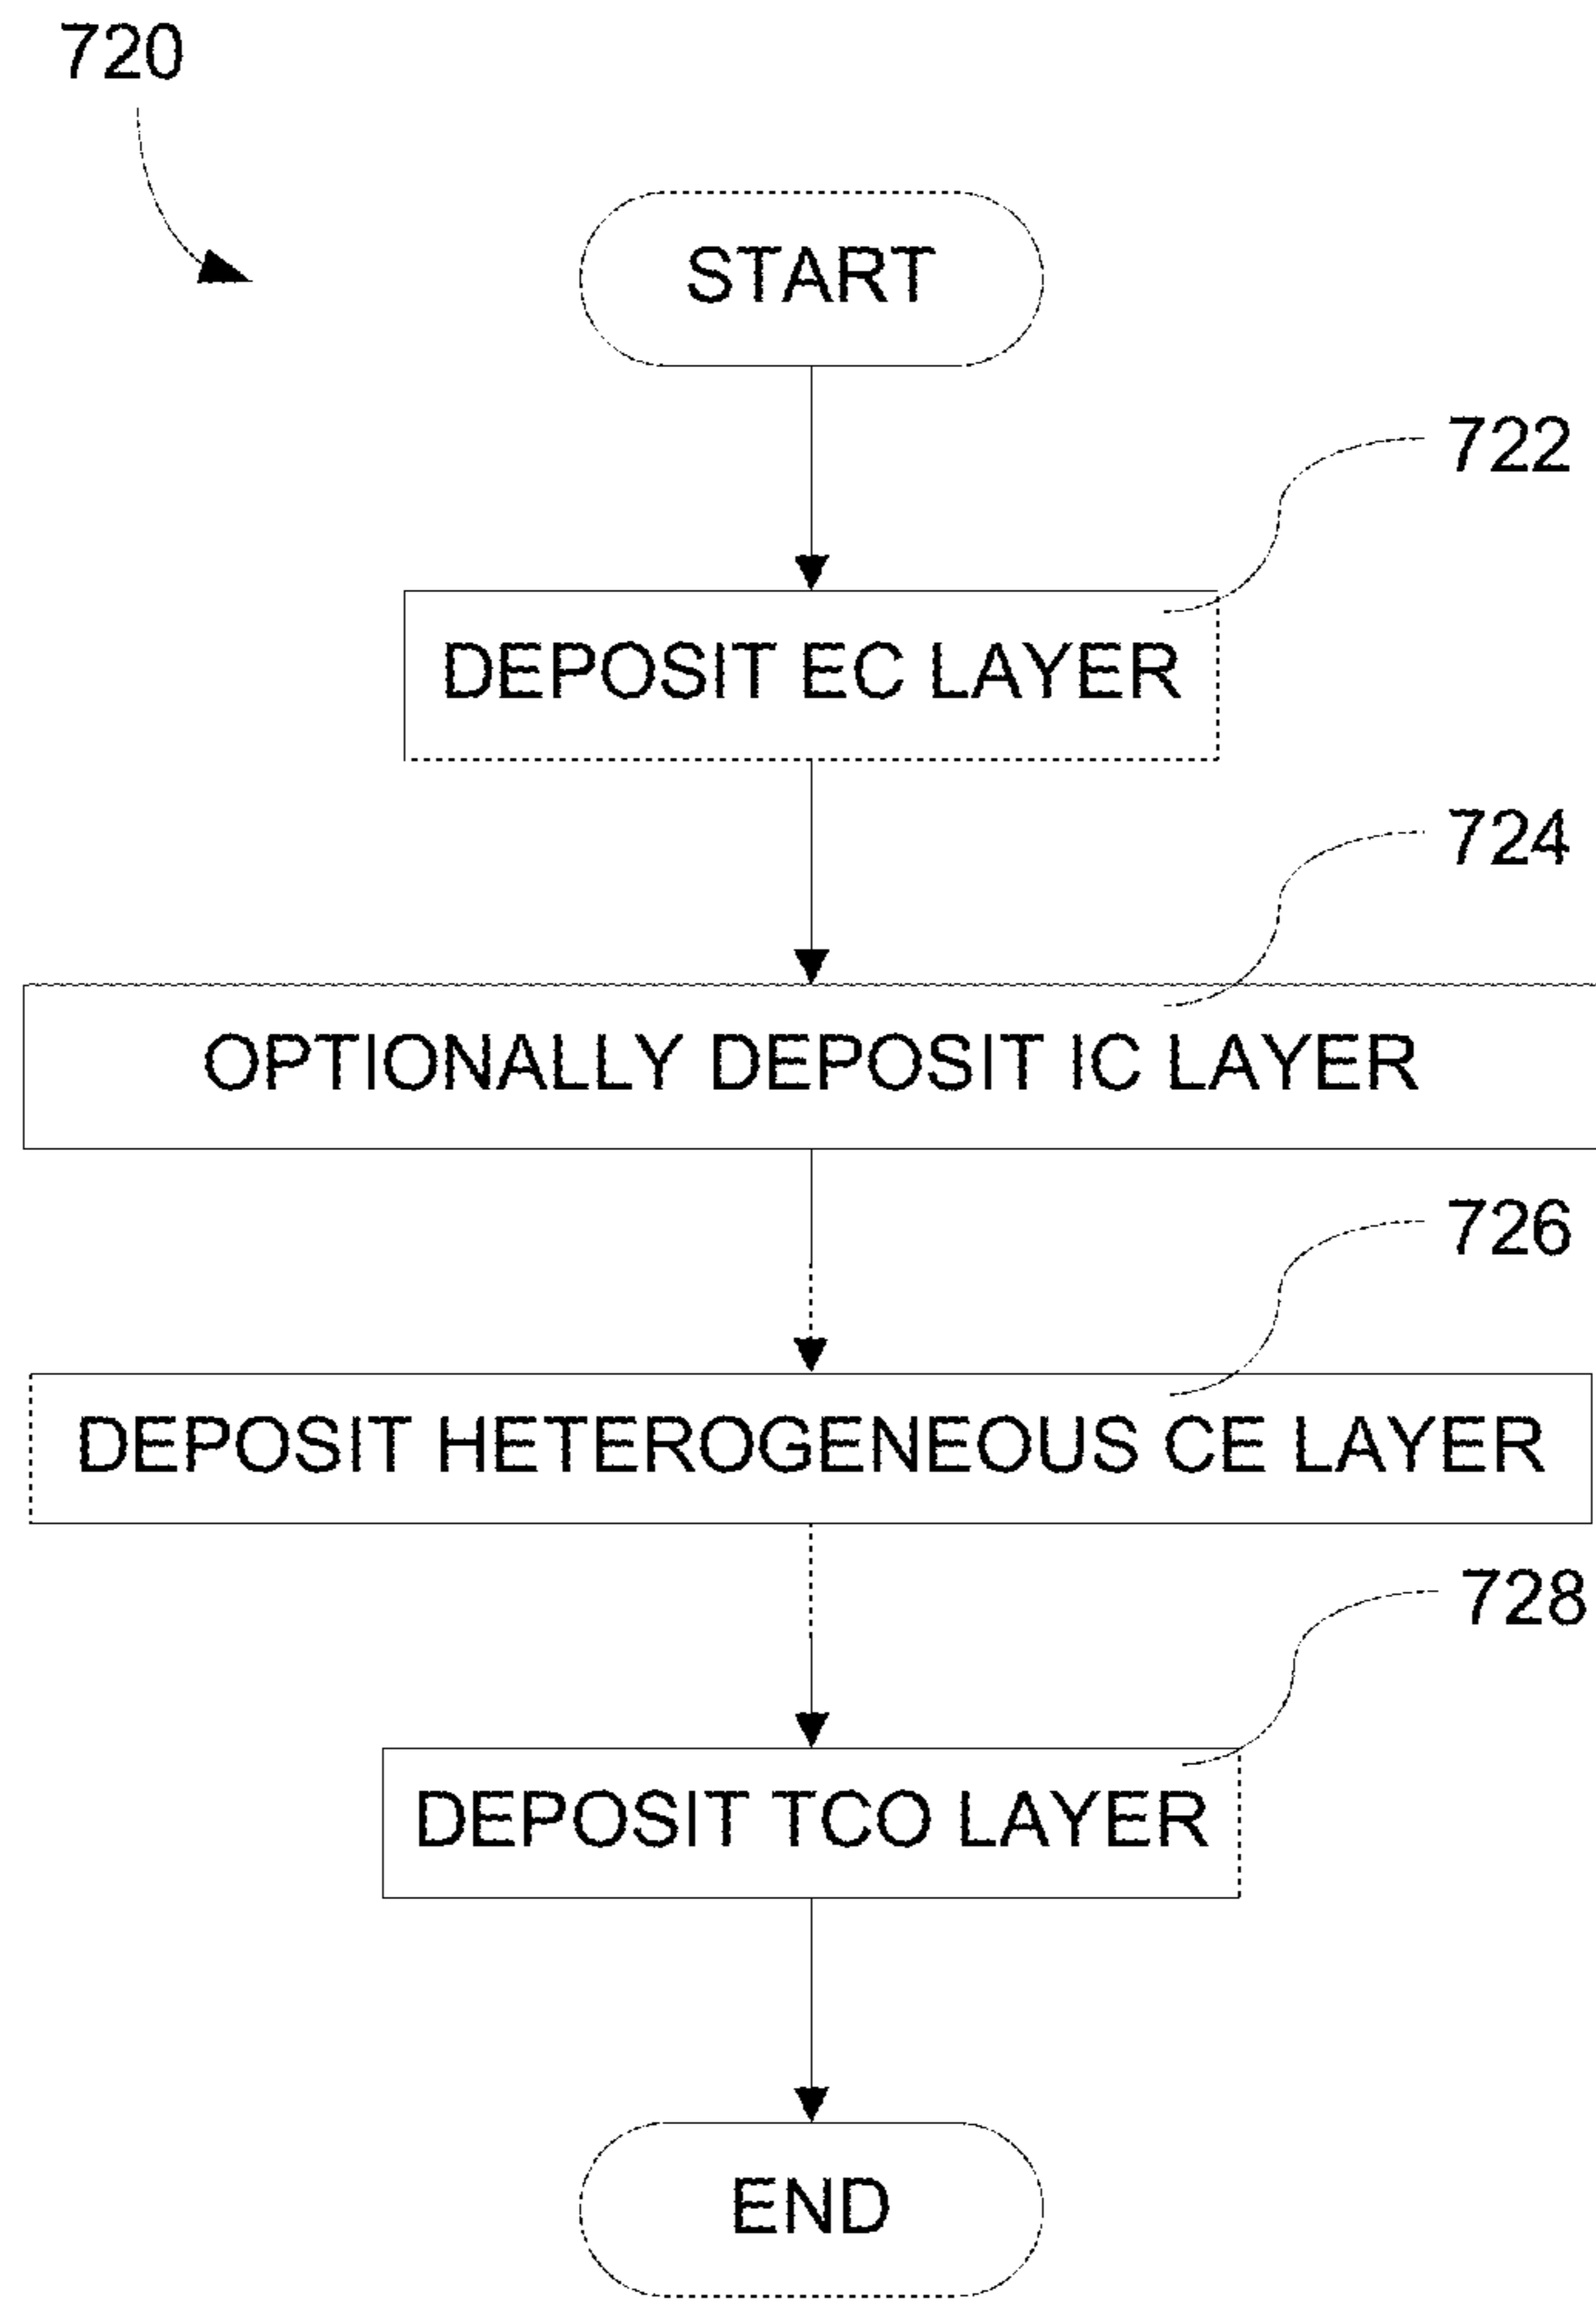 720
START
722
DEPOSIT EC LAYER
724
OPTIONALLY DEPOSIT IC LAYER
726
DEPOSIT HETEROGENEOUS CE LAYER
728
DEPOSIT TCO LAYER
END